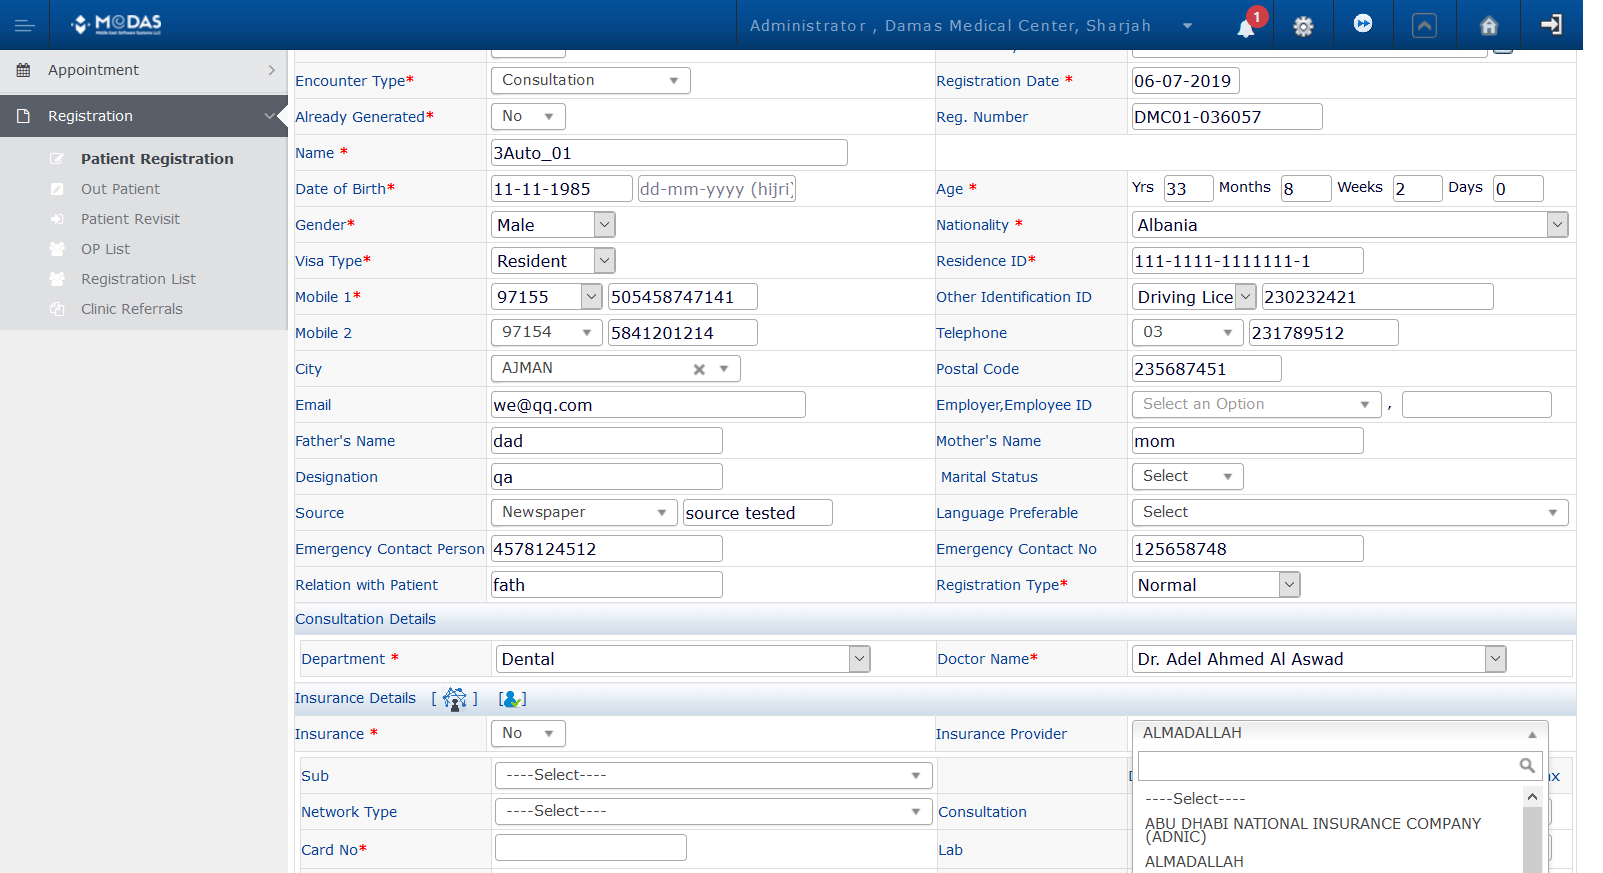 MEDAS
Middle East Software Systems LLC
Administrator , Damas Medical Center, Sharjah
1
Appointment
Registration
Patient Registration
Out Patient
Patient Revisit
OP List
Registration List
Clinic Referrals
Encounter Type* Consultation Registration Date * 06-07-2019
Already Generated* No Reg. Number DMC01-036057
Name * 3Auto_01
Date of Birth* 11-11-1985 dd-mm-yyyy (hijri) Age * Yrs 33 Months 8 Weeks 2 Days 0
Gender* Male Nationality * Albania
Visa Type* Resident Residence ID* 111-1111-1111111-1
Mobile 1* 97155 505458747141 Other Identification ID Driving Lice 230232421
Mobile 2 97154 5841201214 Telephone 03 231789512
City AJMAN Postal Code 235687451
Email we@qq.com Employer,Employee ID Select an Option ,
Father's Name dad Mother's Name mom
Designation qa Marital Status Select
Source Newspaper source tested Language Preferable Select
Emergency Contact Person 4578124512 Emergency Contact No 125658748
Relation with Patient fath Registration Type* Normal
Consultation Details
Department * Dental Doctor Name* Dr. Adel Ahmed Al Aswad
Insurance Details [ ] [ ]
Insurance * No Insurance Provider ALMADALLAH
Sub ----Select----
Network Type ----Select---- Consultation
Card No* Lab
----Select----
ABU DHABI NATIONAL INSURANCE COMPANY
(ADNIC)
ALMADALLAH